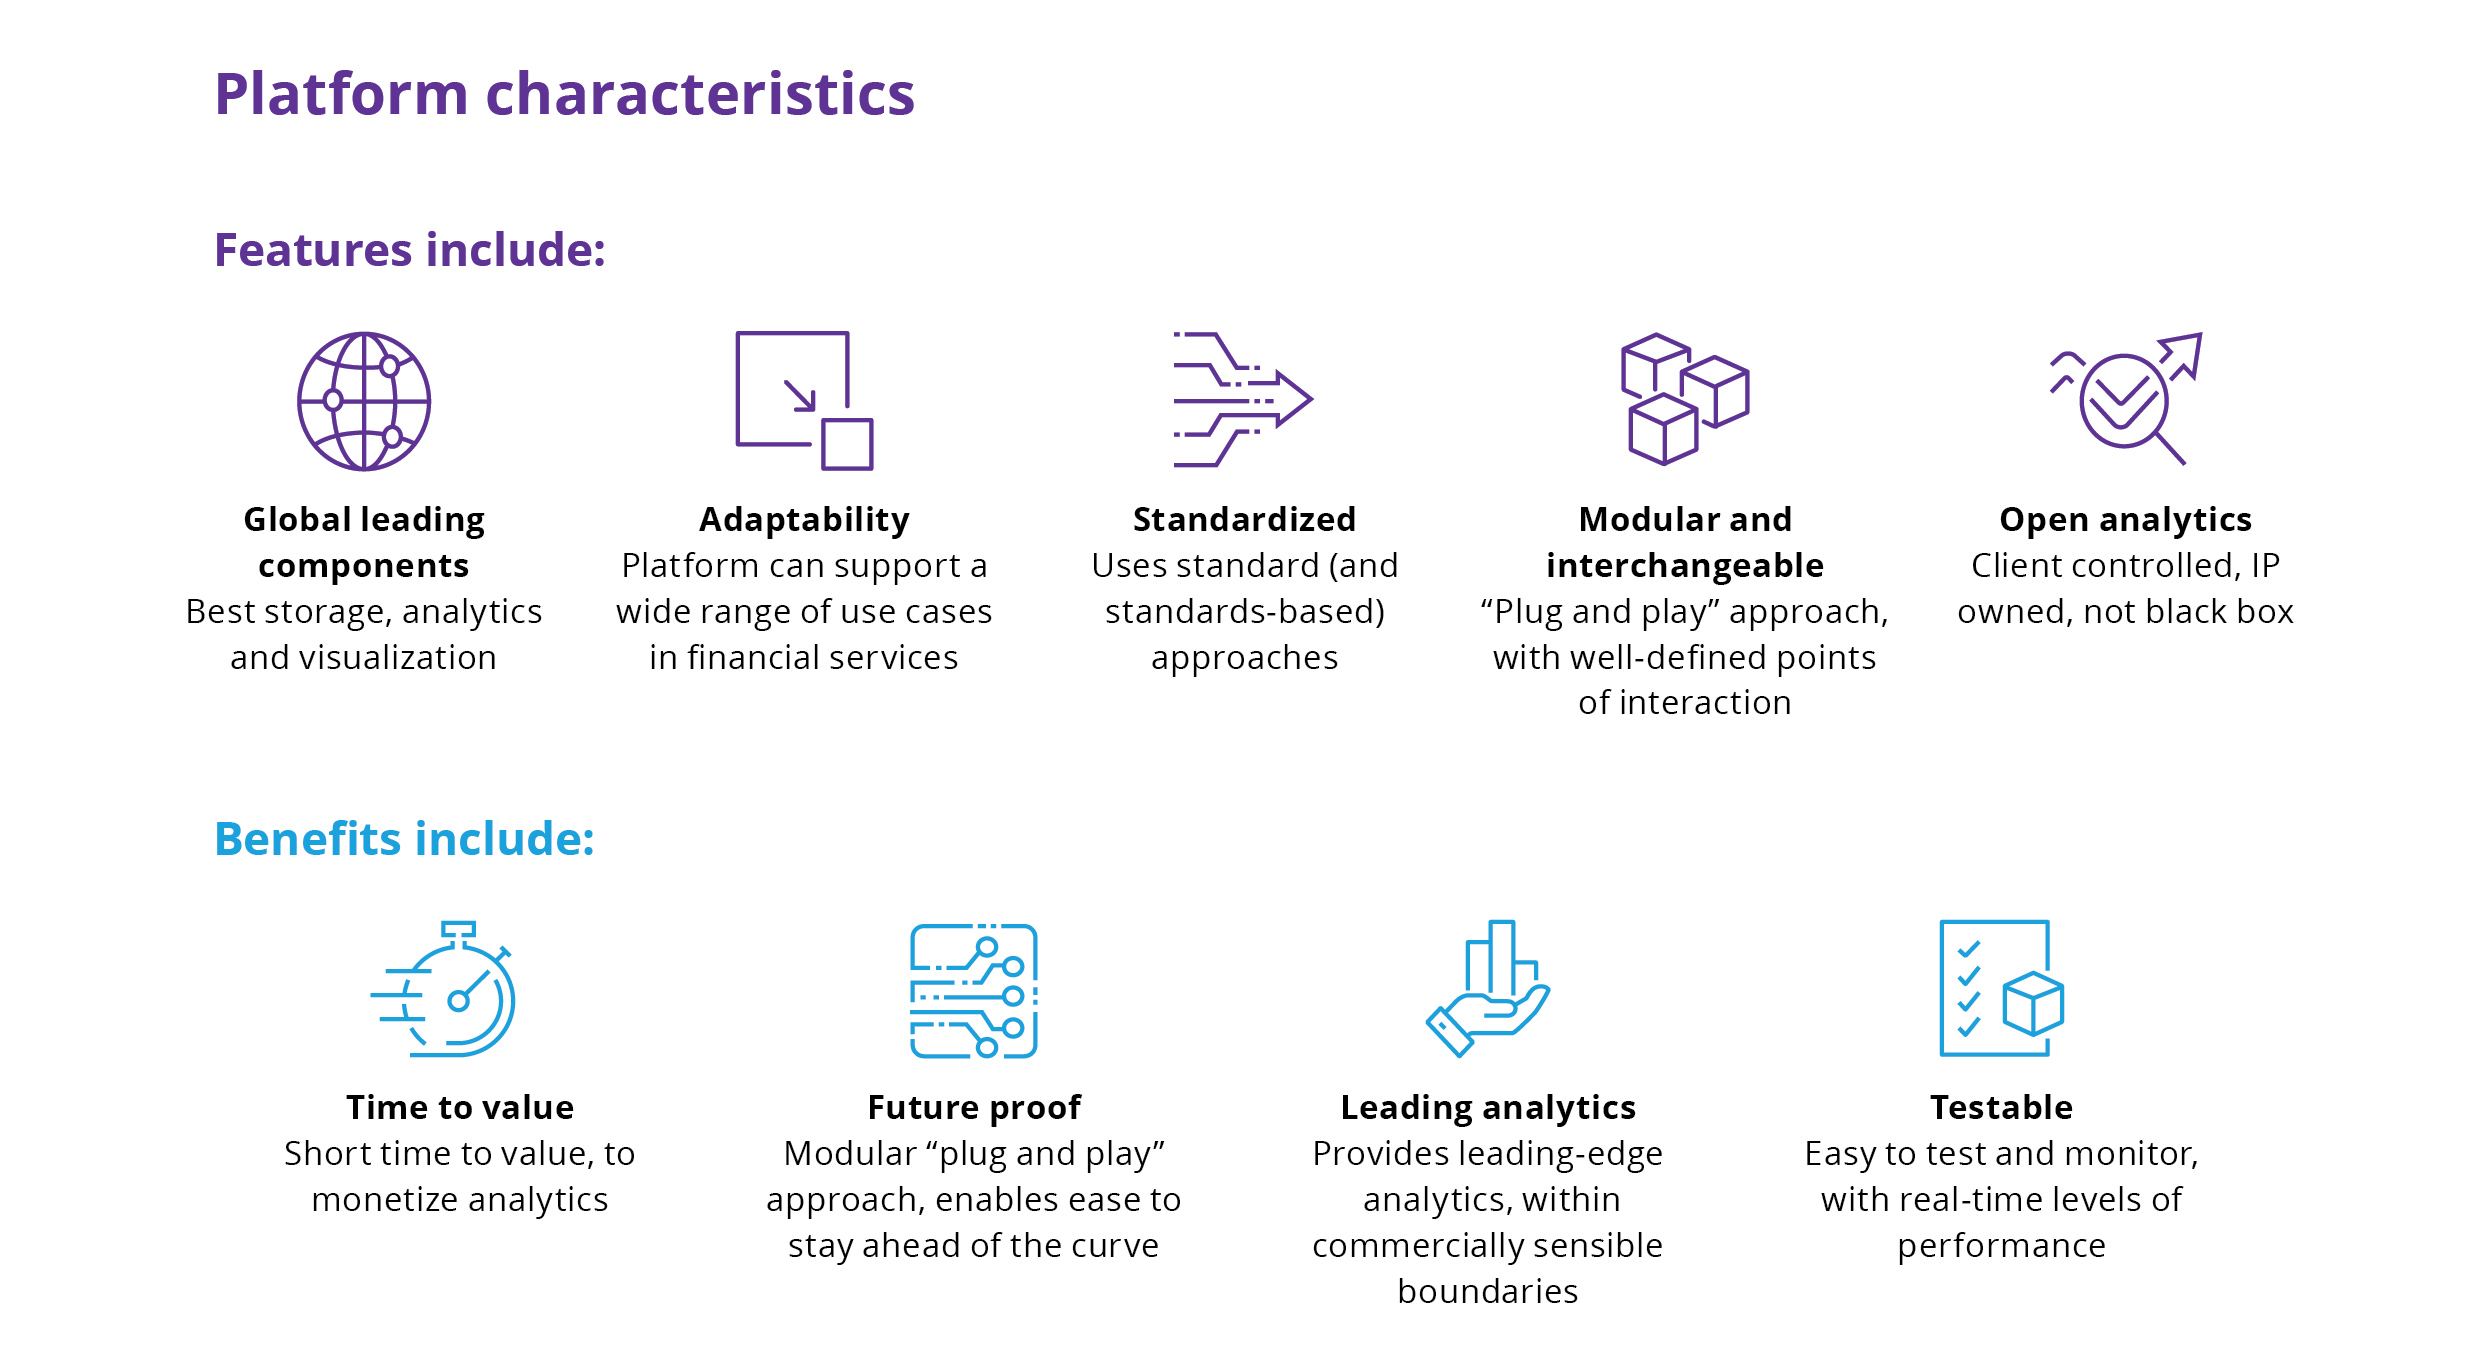 Platform characteristics
Features include:
Global leading
components
Best storage, analytics
and visualization
Adaptability
Platform can support a
wide range of use cases
in financial services
Standardized
Uses standard (and
standards-based)
approaches
Modular and
interchangeable
“Plug and play” approach,
with well-defined points
of interaction
Open analytics
Client controlled, IP
owned, not black box
Benefits include:
Time to value
Short time to value, to
monetize analytics
Future proof
Modular “plug and play”
approach, enables ease to
stay ahead of the curve
Leading analytics
Provides leading-edge
analytics, within
commercially sensible
boundaries
Testable
Easy to test and monitor,
with real-time levels of
performance